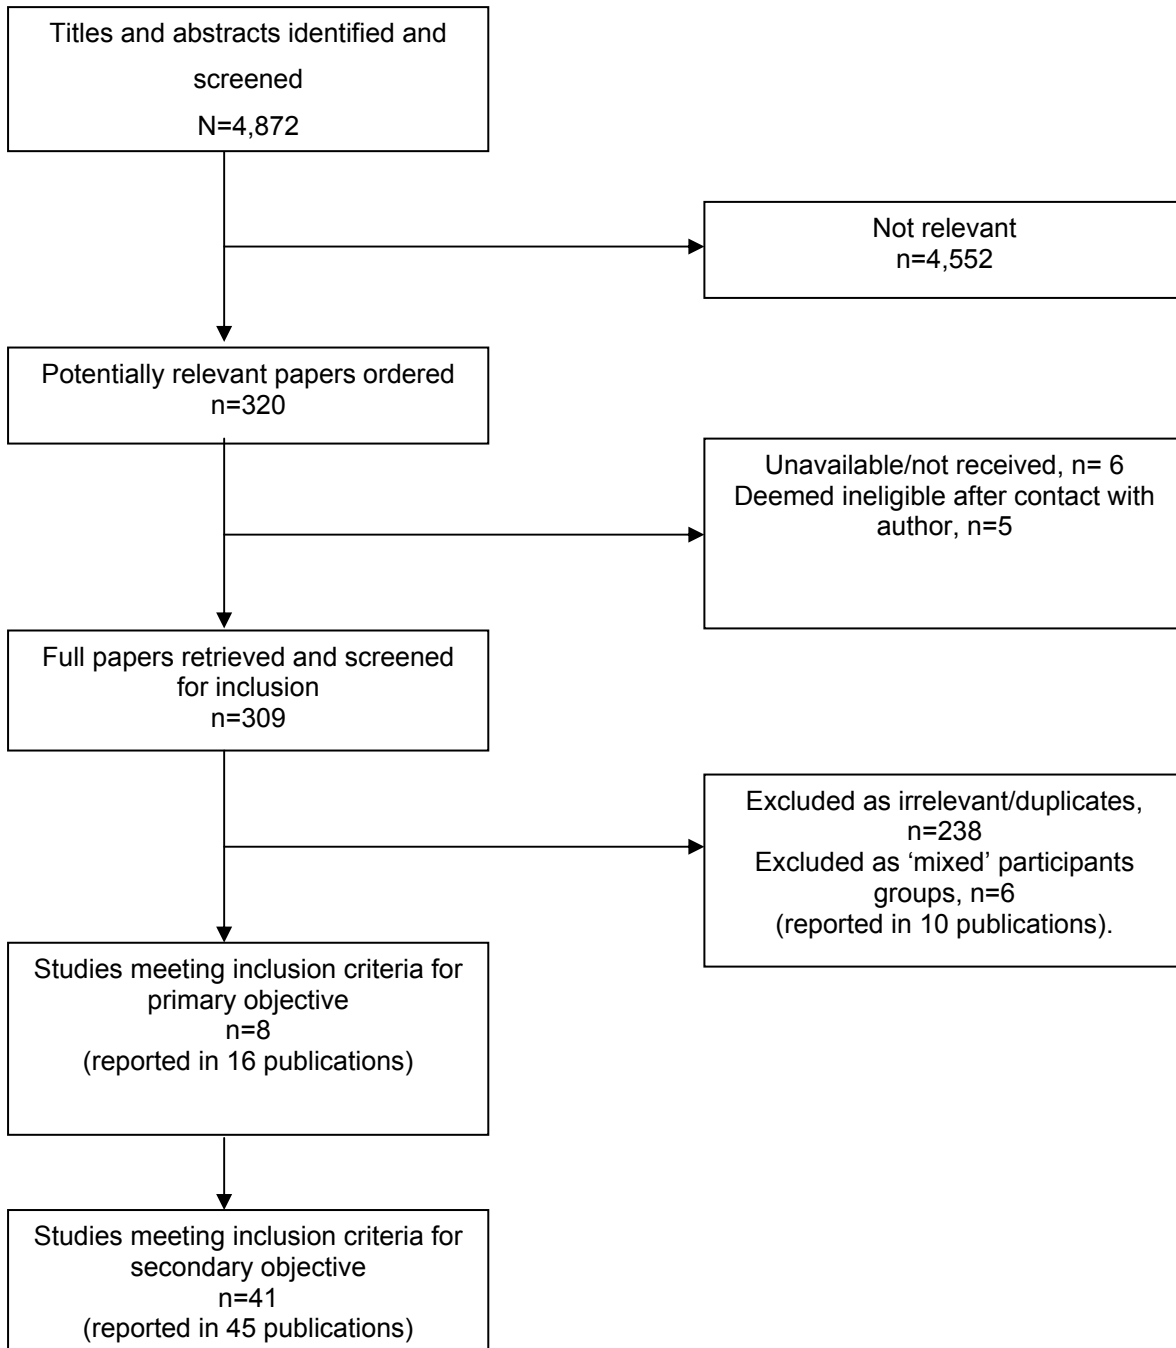 Titles and abstracts identified and
screened
N=4,872
Not relevant
n=4,552
Potentially relevant papers ordered
n=320
Unavailable/not received, n= 6
Deemed ineligible after contact with
author, n=5
Full papers retrieved and screened
for inclusion
n=309
Excluded as irrelevant/duplicates,
n=238
Excluded as ‘mixed’ participants
groups, n=6
(reported in 10 publications).
Studies meeting inclusion criteria for
primary objective
n=8
(reported in 16 publications)
Studies meeting inclusion criteria for
secondary objective
n=41
(reported in 45 publications)